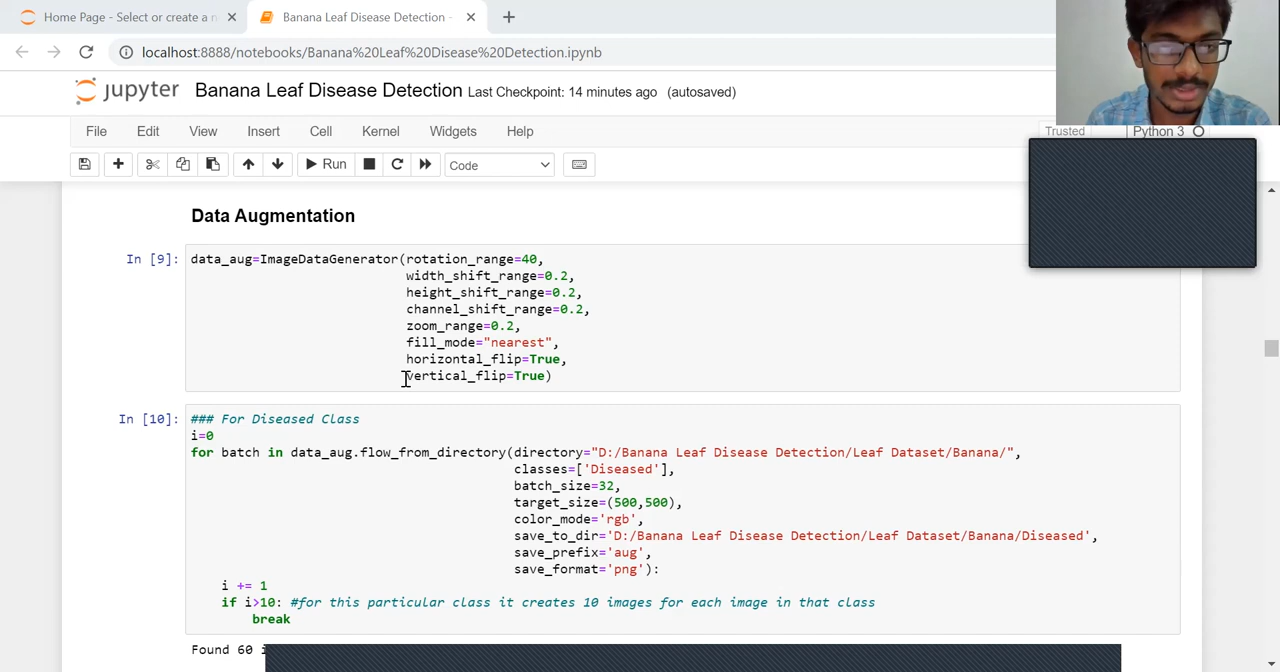 Home Page - Select or create a n
Banana Leaf Disease Detection -
localhost:8888/notebooks/Banana%20Leaf%20Disease%20Detection.ipynb
jupyter Banana Leaf Disease Detection Last Checkpoint: 14 minutes ago (autosaved)
File Edit View Insert Cell Kernel Widgets Help Trusted Python 3
Run Code
Data Augmentation
In [9]: data_aug=ImageDataGenerator(rotation_range=40,
width_shift_range=0.2,
height_shift_range=0.2,
channel_shift_range=0.2,
zoom_range=0.2,
fill_mode="nearest",
horizontal_flip=True,
vertical_flip=True)
In [10]: ### For Diseased Class
i=0
for batch in data_aug.flow_from_directory(directory="D:/Banana Leaf Disease Detection/Leaf Dataset/Banana/",
classes=['Diseased'],
batch_size=32,
target_size=(500,500),
color_mode='rgb',
save_to_dir='D:/Banana Leaf Disease Detection/Leaf Dataset/Banana/Diseased',
save_prefix='aug',
save_format='png'):
i += 1
if i>10: #for this particular class it creates 10 images for each image in that class
break
Found 60